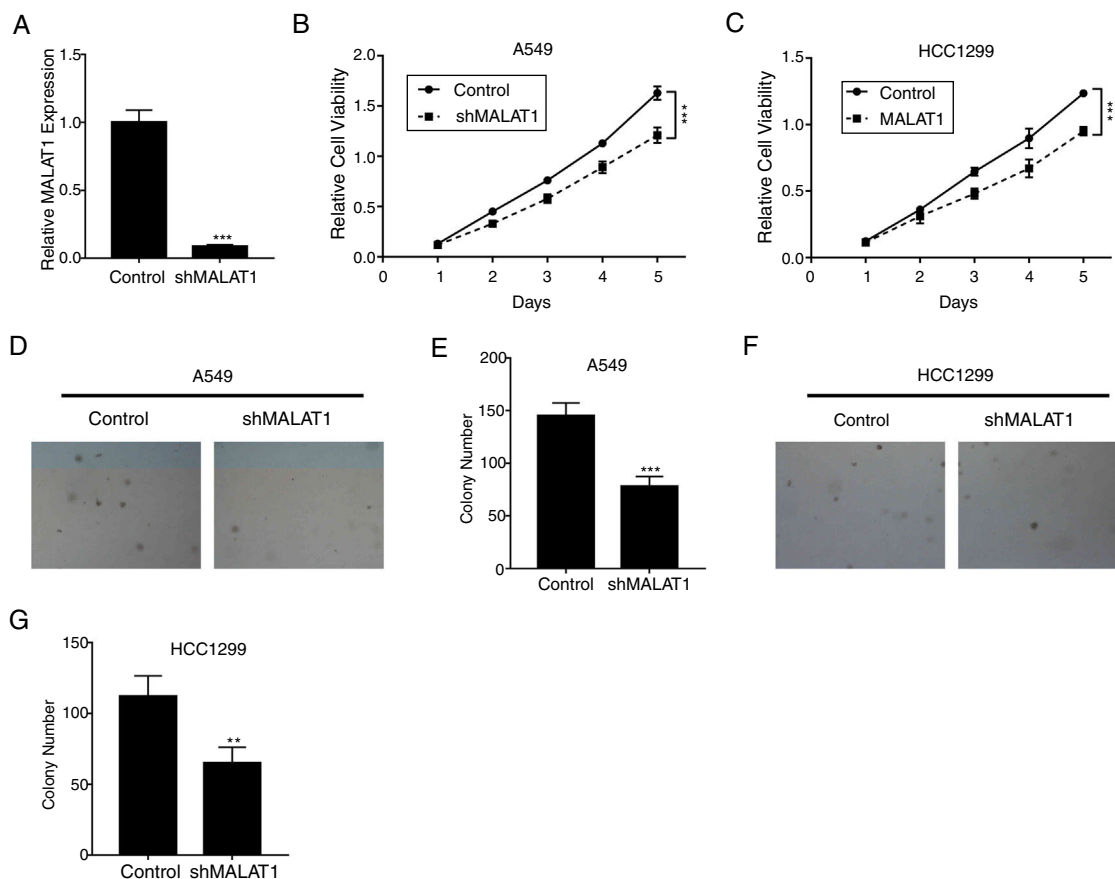 A
Relative MALAT1 Expression
1.5
1.0
0.5
0.0
***
Control shMALAT1
B
A549
Relative Cell Viability
2.0
1.5
1.0
0.5
0.0
Control
shMALAT1
***
0 1 2 3 4 5
Days
C
HCC1299
Relative Cell Viability
1.5
1.0
0.5
0.0
Control
MALAT1
***
0 1 2 3 4 5
Days
D
A549
Control shMALAT1
E
A549
Colony Number
200
150
100
50
0
***
Control shMALAT1
F
HCC1299
Control shMALAT1
G
HCC1299
Colony Number
150
100
50
0
**
Control shMALAT1